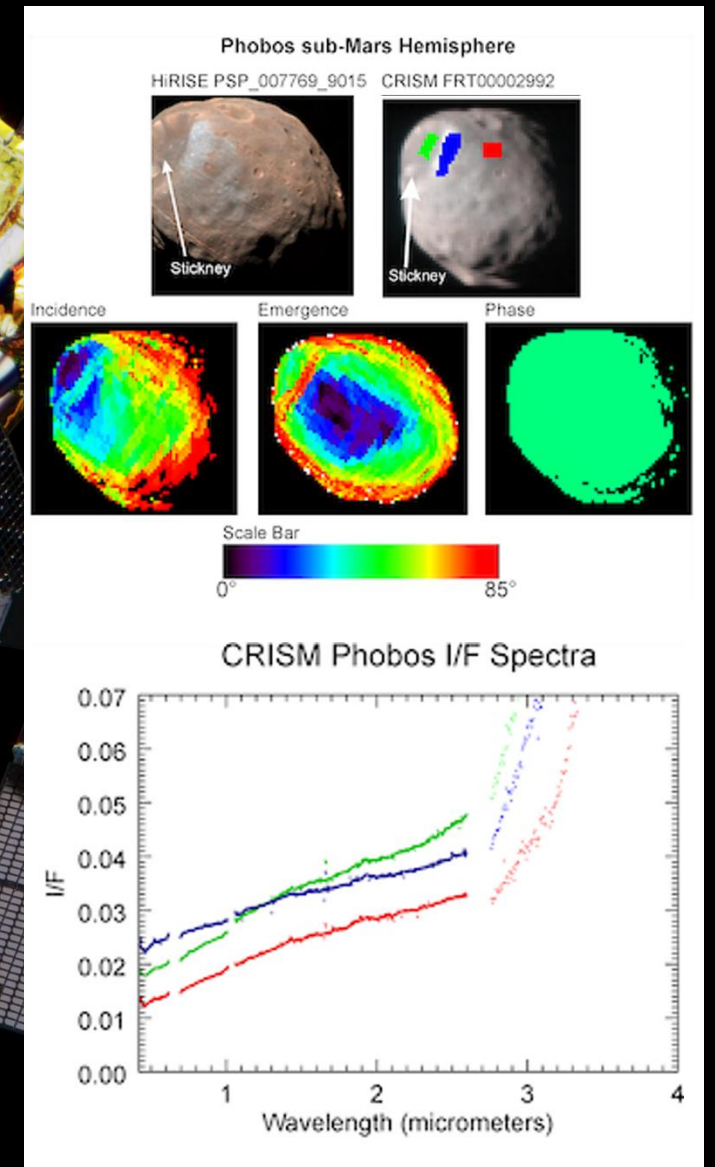 Phobos sub-Mars Hemisphere
HiRISE PSP_007769_9015 CRISM FRT00002992
Stickney
Stickney
Incidence Emergence Phase
Scale Bar
0° 85°
CRISM Phobos I/F Spectra
0.07
0.06
0.05
0.04
0.03
0.02
0.01
0.00
I/F
1 2 3 4
Wavelength (micrometers)